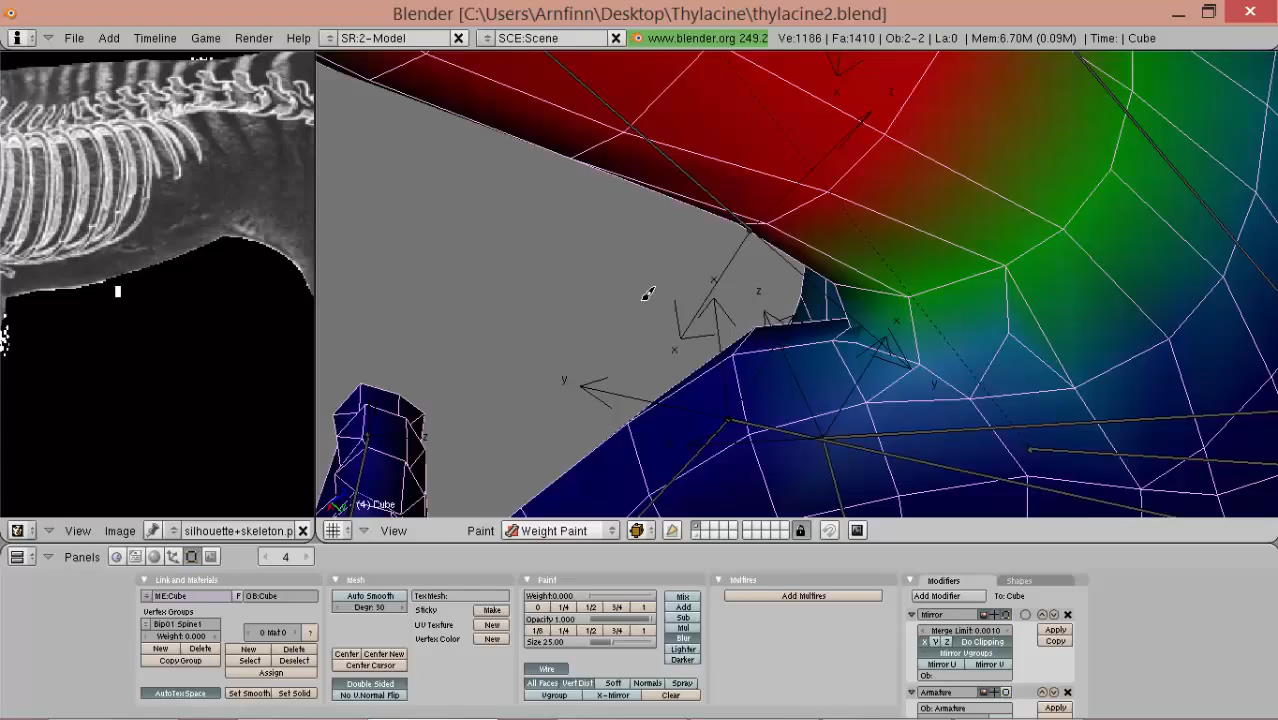 Blender [C:\Users\Arnfinn\Desktop\Thylacine\thylacine2.blend]
File Add Timeline Game Render Help SR:2-Model SCE:Scene www.blender.org 249.2 Ve:1166 | Fa:1410 | Ob:2-2 | La:0 | Mem:6.70M (0.09M) | Time: | Cube
x
z
x
z
x
x
y
y
z
(4) Cube
View Image silhouette+skeleton.p View Paint Weight Paint
Panels 4
Link and Materials Mesh Paint Multires Modifiers Shapes
ME:Cube F OB:Cube Auto Smooth TexMesh: Weight:0.000 Mix Add Multires Add Modifier To: Cube
Vertex Groups Degr: 30 Sticky Make 0 1/4 1/2 3/4 1 Add Mirror Apply
Bip01 Spine1 0 Mat 0 ? UV Texture New Opacity 1.000 Sub Merge Limit: 0.0010 Copy
Weight: 0.000 Vertex Color New 1/8 1/4 1/2 3/4 1 Mul X Y Z Do Clipping
New Delete New Delete Center Center New Size 25.00 Blur Mirror Vgroups
Copy Group Select Deselect Center Cursor Lighter Mirror U Mirror V
Assign Wire Darker Ob:
AutoTexSpace Set Smooth Set Solid Double Sided All Faces Vert Dist Soft Normals Spray Armature Apply
No V.Normal Flip Vgroup X-Mirror Clear Ob: Armature